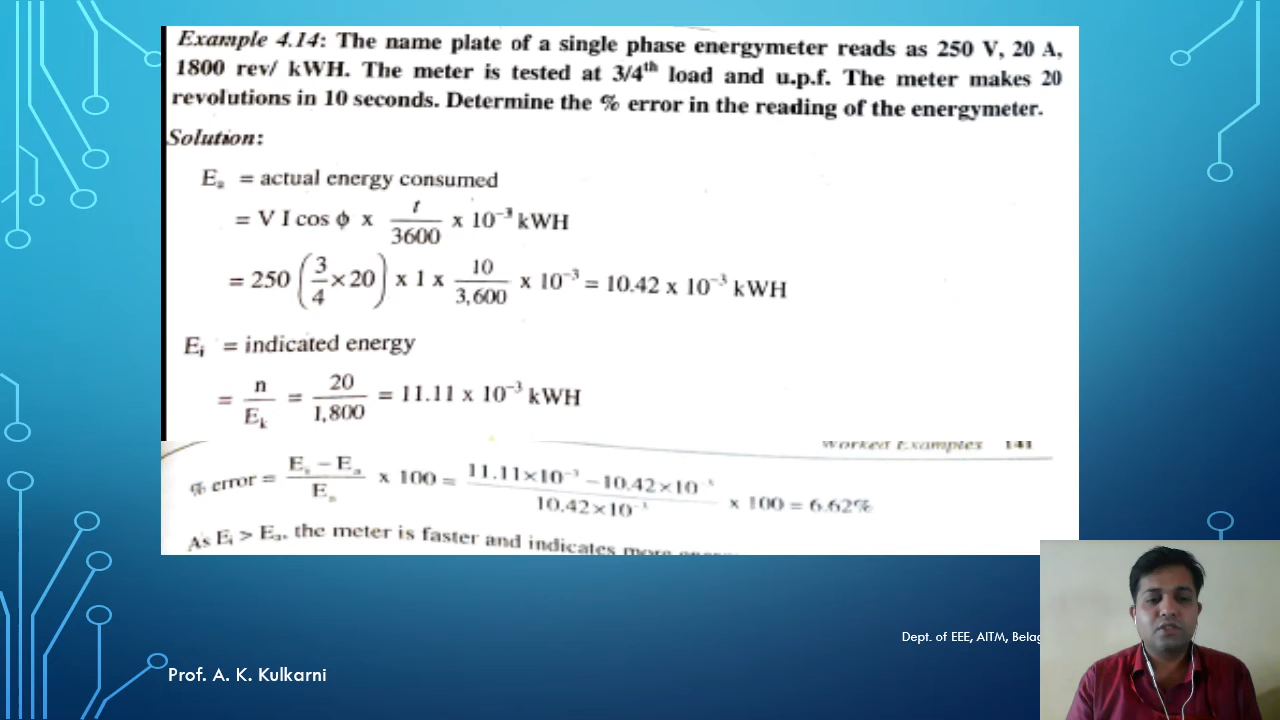 Example 4.14: The name plate of a single phase energymeter reads as 250 V, 20 A,
1800 rev/ kWH. The meter is tested at 3/4th load and u.p.f. The meter makes 20
revolutions in 10 seconds. Determine the % error in the reading of the energymeter.
Solution:
Ea = actual energy consumed
= V I cos ϕ x t/3600 x 10⁻³ kWH
= 250 (3/4 × 20) x 1 x 10/3,600 x 10⁻³ = 10.42 x 10⁻³ kWH
Ei = indicated energy
= n/Ek = 20/1,800 = 11.11 x 10⁻³ kWH
Worked Examples 141
% error = Ei – Ea/Ea x 100 = 11.11×10⁻³ – 10.42×10⁻³/10.42×10⁻³ x 100 = 6.62%
As Ei > Ea, the meter is faster and indicates more
Dept. of EEE, AITM,
Prof. A. K. Kulkarni